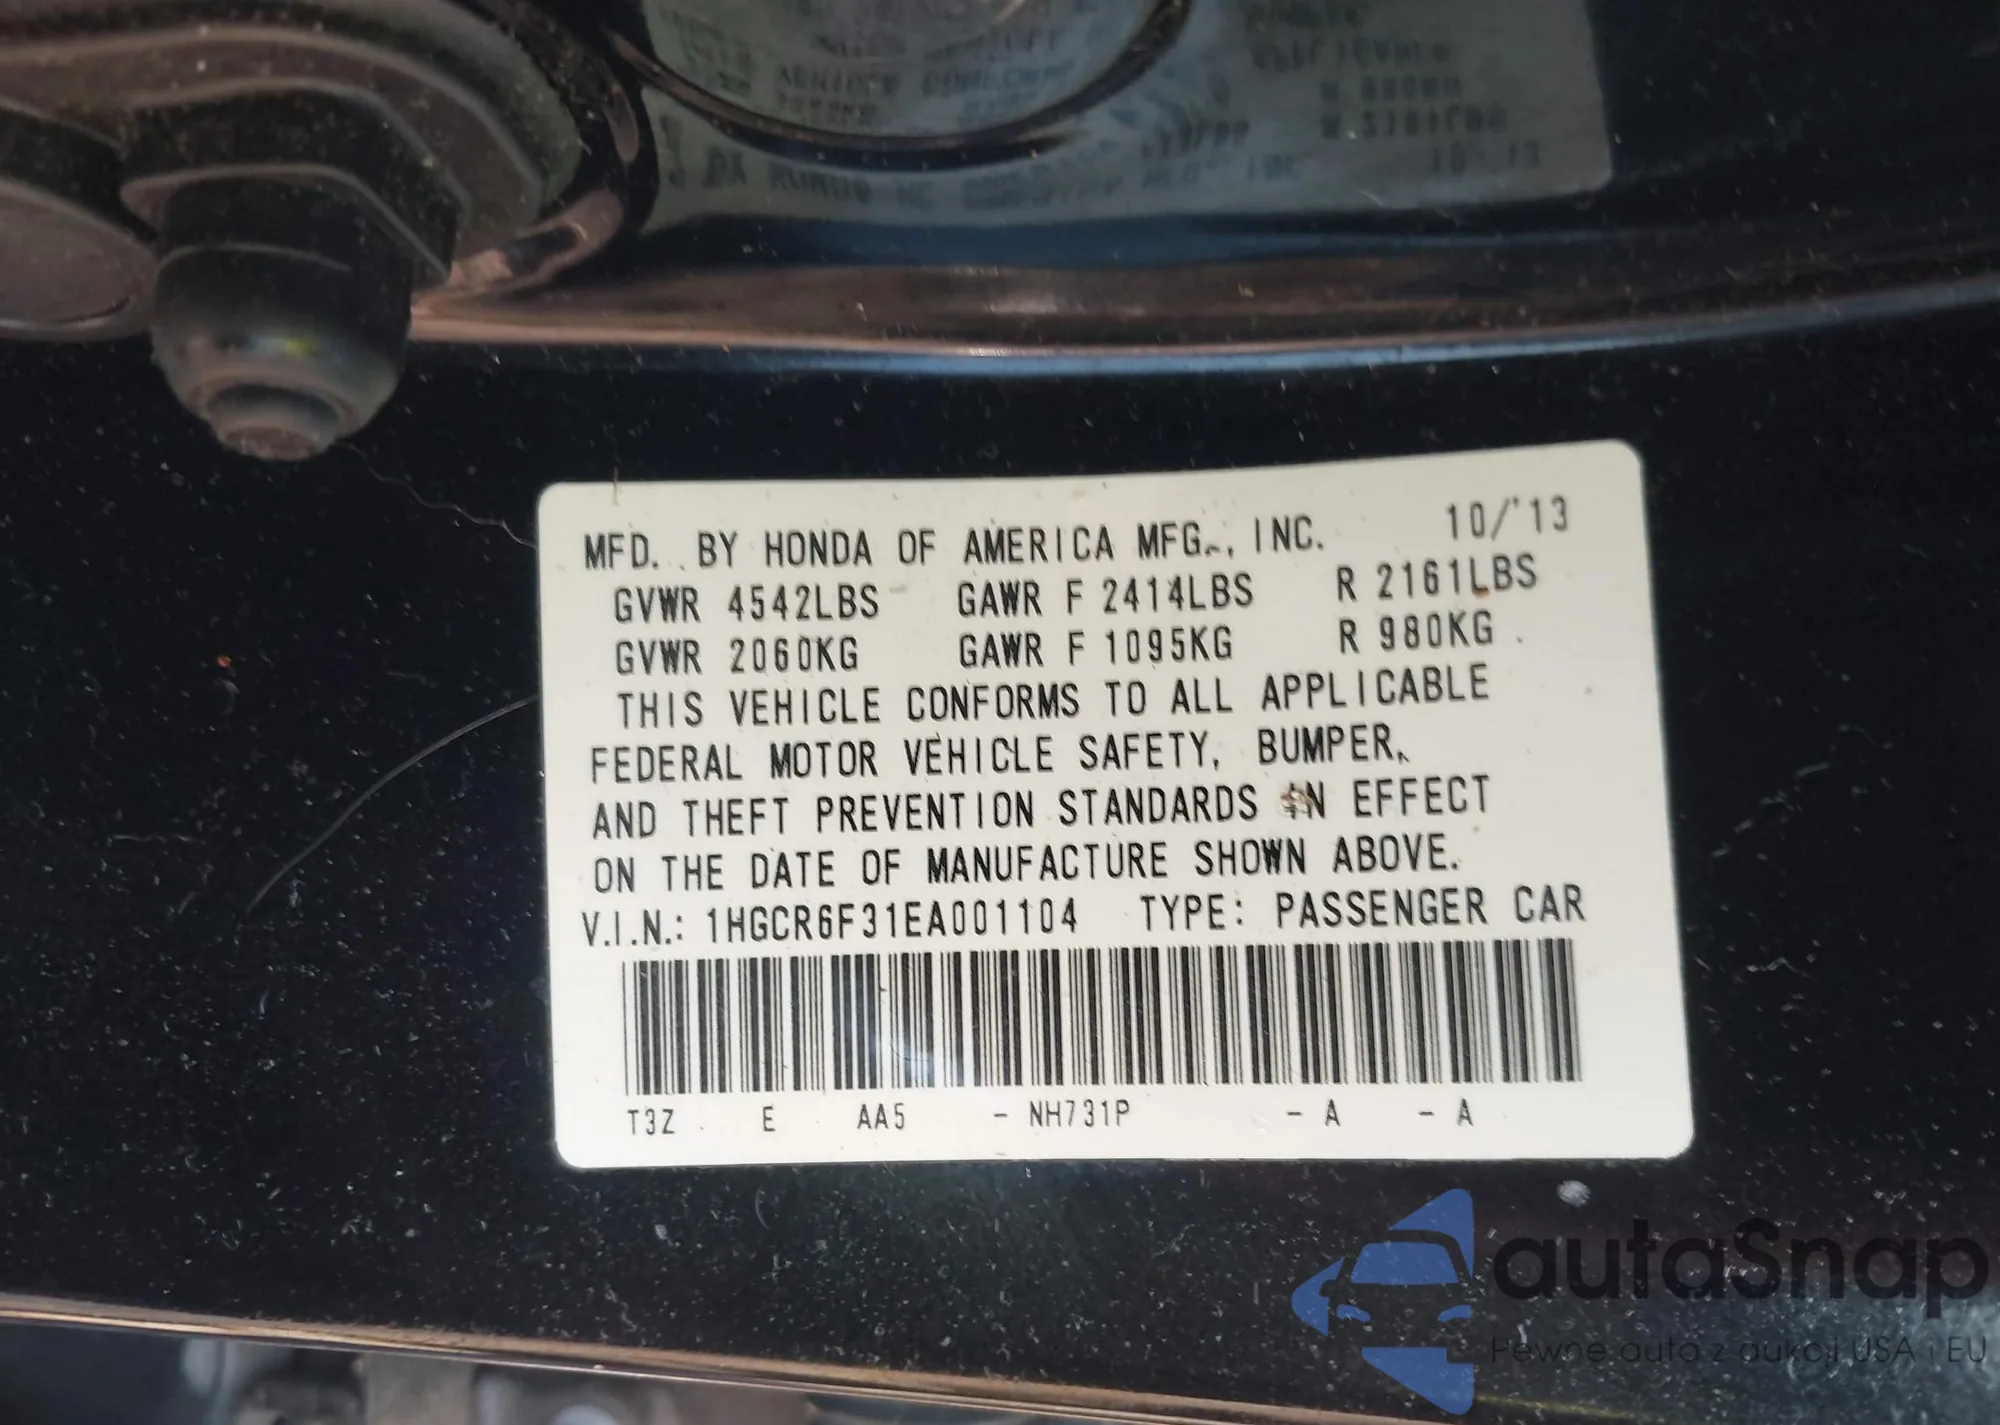 MFD. BY HONDA OF AMERICA MFG., INC. 10/'13
GVWR 4542LBS GAWR F 2414LBS R 2161LBS
GVWR 2060KG GAWR F 1095KG R 980KG
THIS VEHICLE CONFORMS TO ALL APPLICABLE
FEDERAL MOTOR VEHICLE SAFETY, BUMPER,
AND THEFT PREVENTION STANDARDS IN EFFECT
ON THE DATE OF MANUFACTURE SHOWN ABOVE.
V.I.N.: 1HGCR6F31EA001104 TYPE: PASSENGER CAR
T3Z E AA5 - NH731P - A - A
autaSnap
Pewne auta z aukcji USA i EU